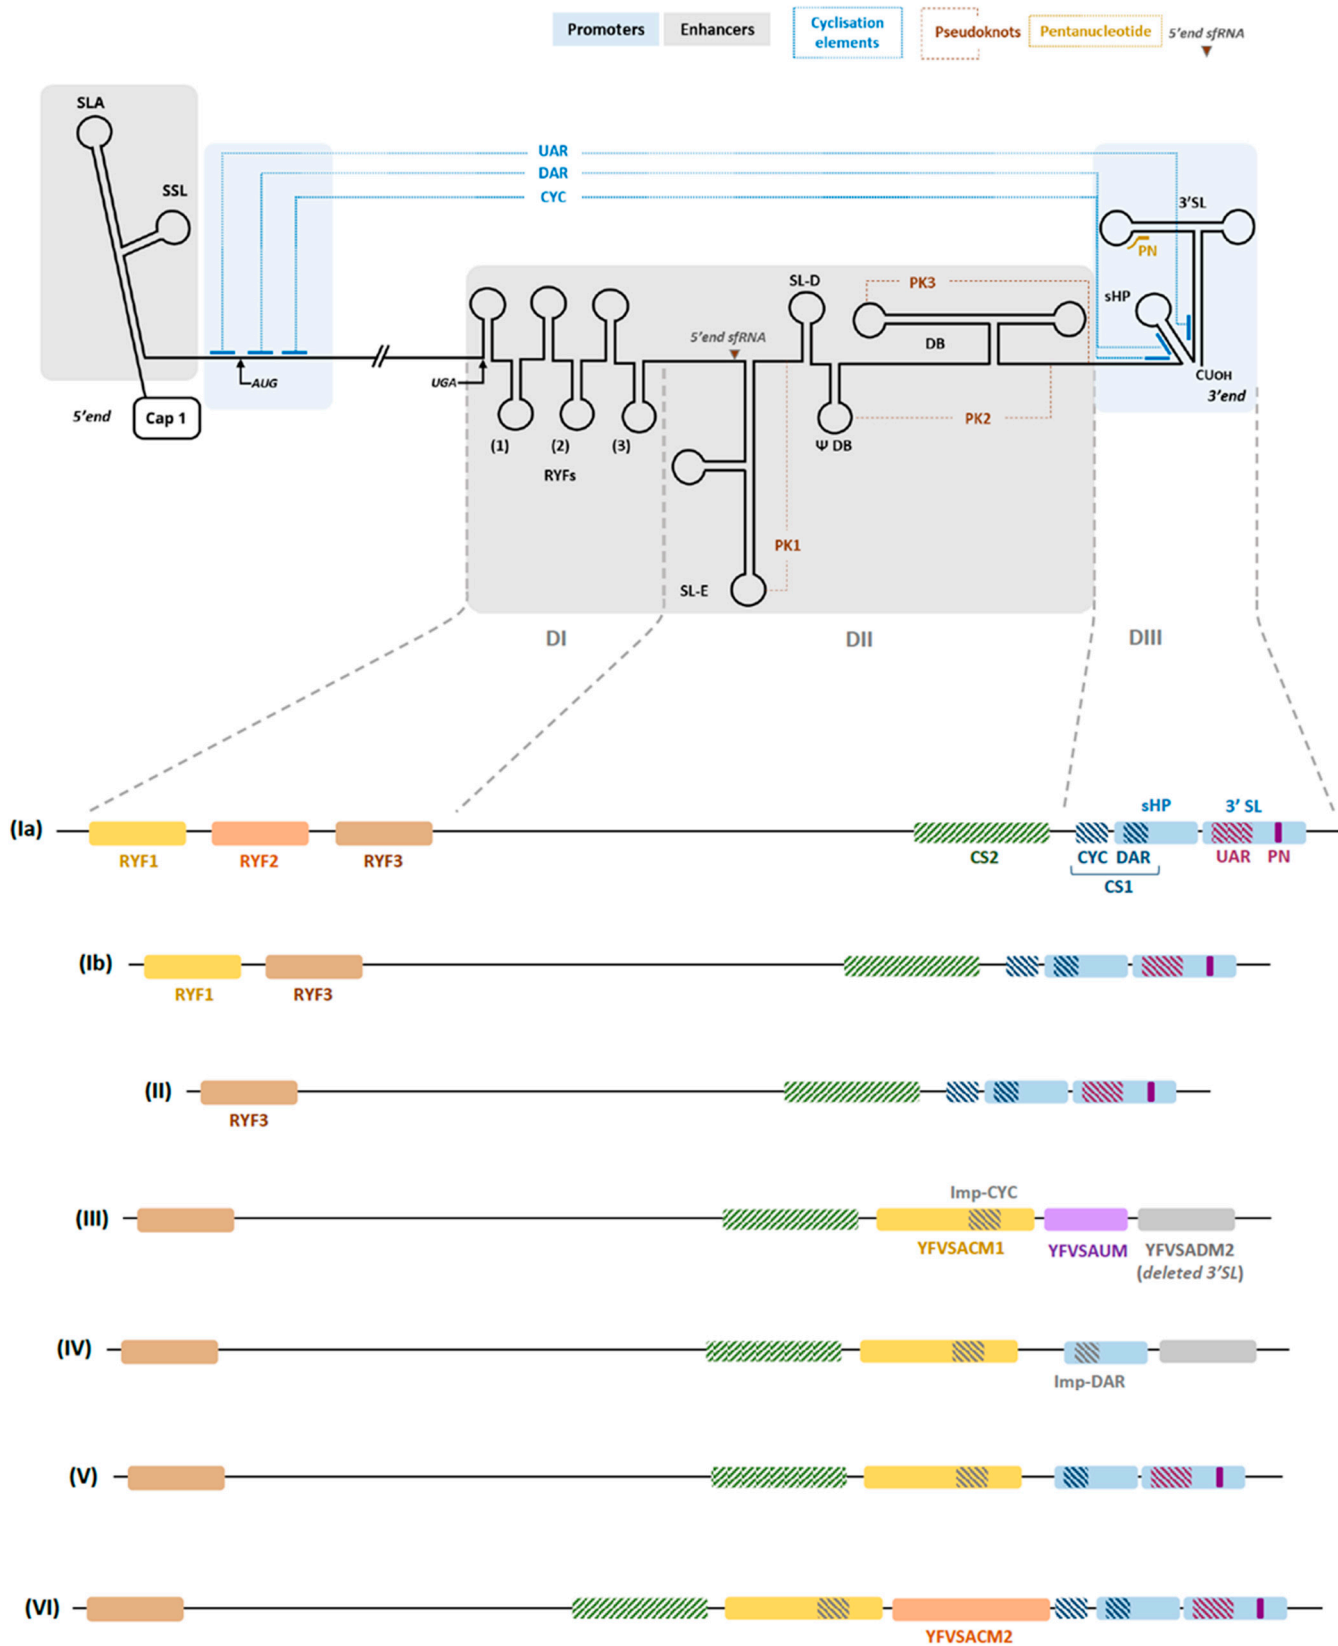 Promoters
Enhancers
Cyclisation
elements
Pseudoknots
Pentanucleotide
5'end sfRNA
SLA
SSL
UAR
DAR
CYC
3'SL
PN
sHP
SL-D
PK3
5'end sfRNA
DB
AUG
UGA
CUOH
3'end
5'end
Cap 1
(1)
(2)
(3)
RYFs
Ψ DB
PK2
PK1
SL-E
DI
DII
DIII
(Ia)
sHP
3' SL
RYF1
RYF2
RYF3
CS2
CYC
DAR
UAR
PN
CS1
(Ib)
RYF1
RYF3
(II)
RYF3
(III)
Imp-CYC
YFVSACM1
YFVSAUM
YFVSADM2
(deleted 3'SL)
(IV)
Imp-DAR
(V)
(VI)
YFVSACM2